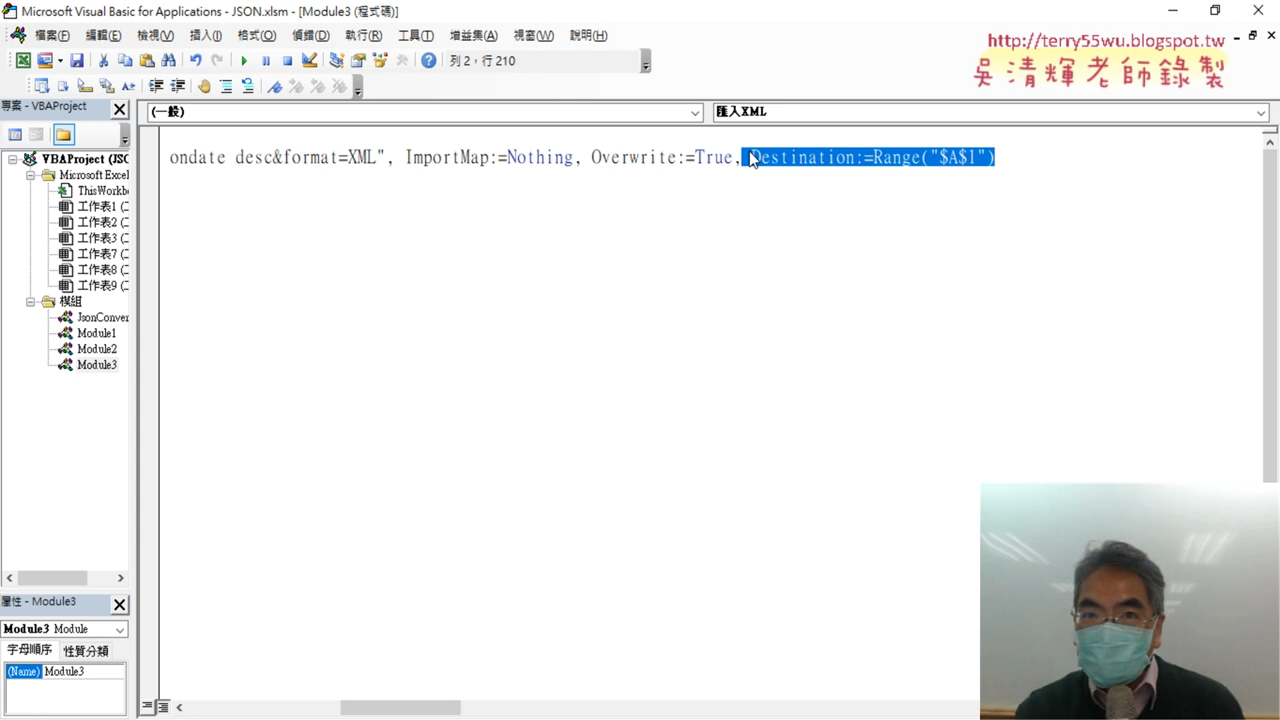 Microsoft Visual Basic for Applications - JSON.xlsm - [Module3 (程式碼)]
檔案(F) 編輯(E) 檢視(V) 插入(I) 格式(O) 偵錯(D) 執行(R) 工具(T) 增益集(A) 視窗(W) 說明(H)
http://terry55wu.blogspot.tw
吳清輝老師錄製
列 2，行 210
專案 - VBAProject
(一般)
匯入XML
VBAProject (JSC
Microsoft Excel
ThisWorkb
工作表1 (
工作表2 (
工作表3 (
工作表7 (
工作表8 (
工作表9 (
模組
JsonConver
Module1
Module2
Module3
ondate desc&format=XML", ImportMap:=Nothing, Overwrite:=True, Destination:=Range("$A$1")
屬性 - Module3
Module3 Module
字母順序 性質分類
(Name) Module3